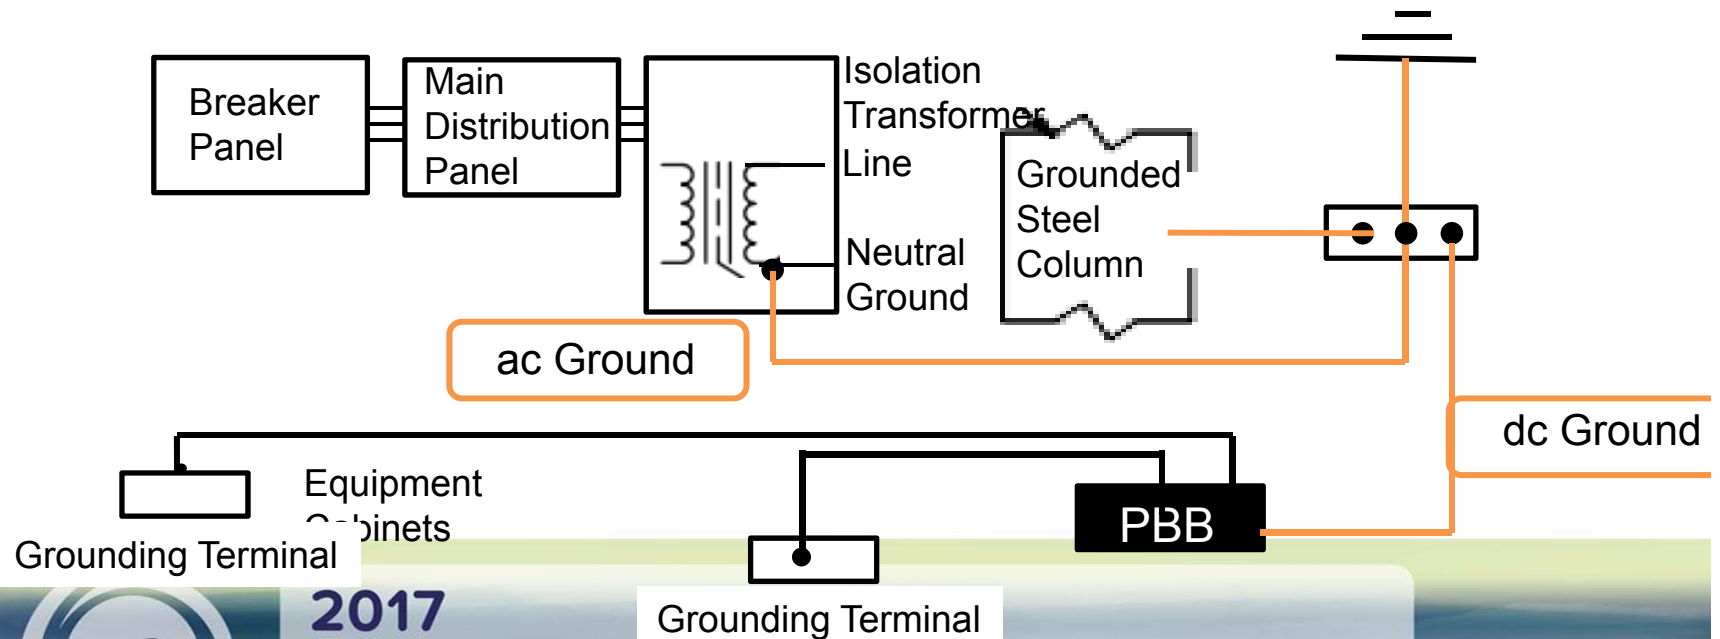 Breaker
Panel
Main
Distribution
Panel
Isolation
Transformer
Line
Neutral
Ground
Grounded
Steel
Column
ac Ground
dc Ground
Equipment
Cabinets
Grounding Terminal
PBB
Grounding Terminal
2017